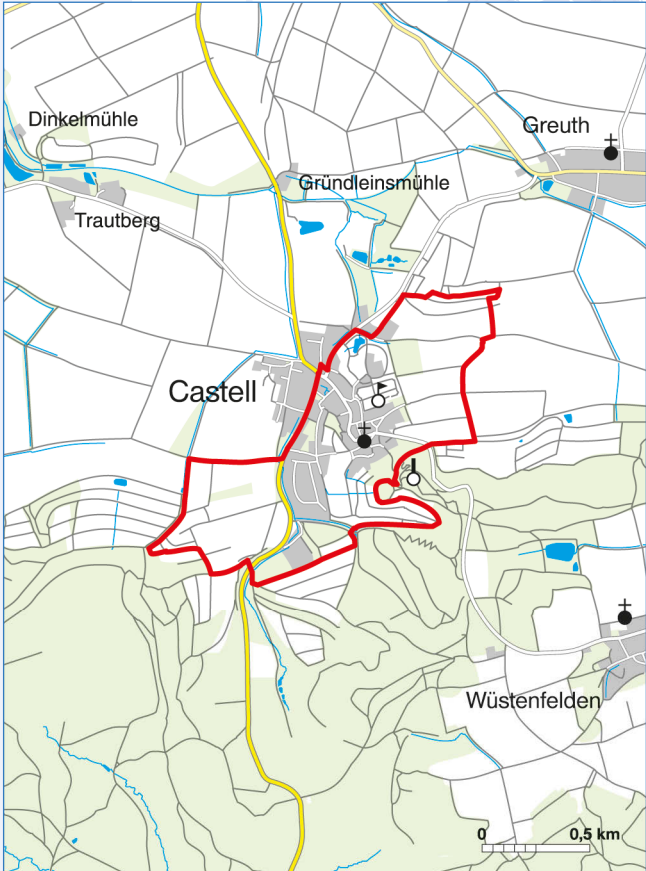 Dinkelmühle
Greuth
Gründleinsmühle
Trautberg
Castell
Wüstenfelden
0 0,5 km